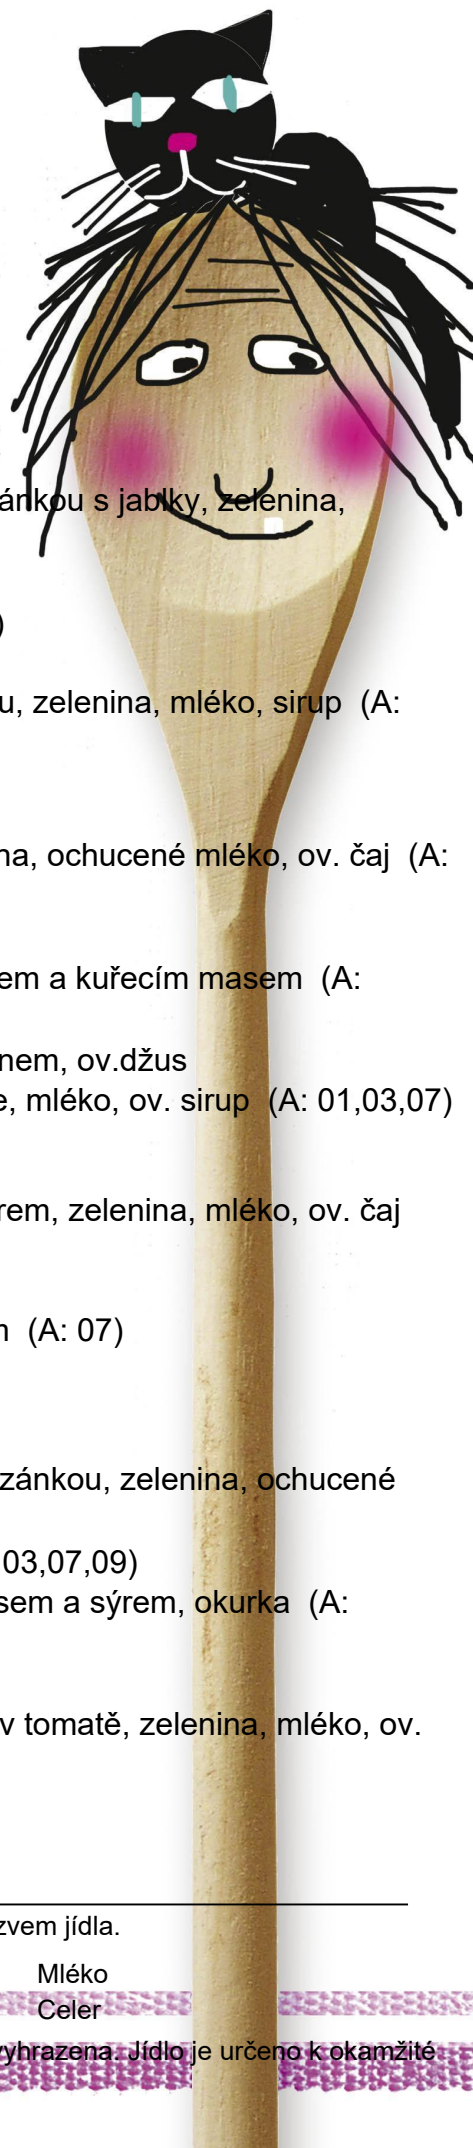 ánkou s jablky, zelenina,
)
u, zelenina, mléko, sirup (A:
na, ochucené mléko, ov. čaj (A:
em a kuřecím masem (A:
nem, ov.džus
e, mléko, ov. sirup (A: 01,03,07)
rem, zelenina, mléko, ov. čaj
n (A: 07)
zánkou, zelenina, ochucené
03,07,09)
sem a sýrem, okurka (A:
v tomatě, zelenina, mléko, ov.
zvem jídla.
Mléko
Celer
vyhrazena. Jídlo je určeno k okamžité